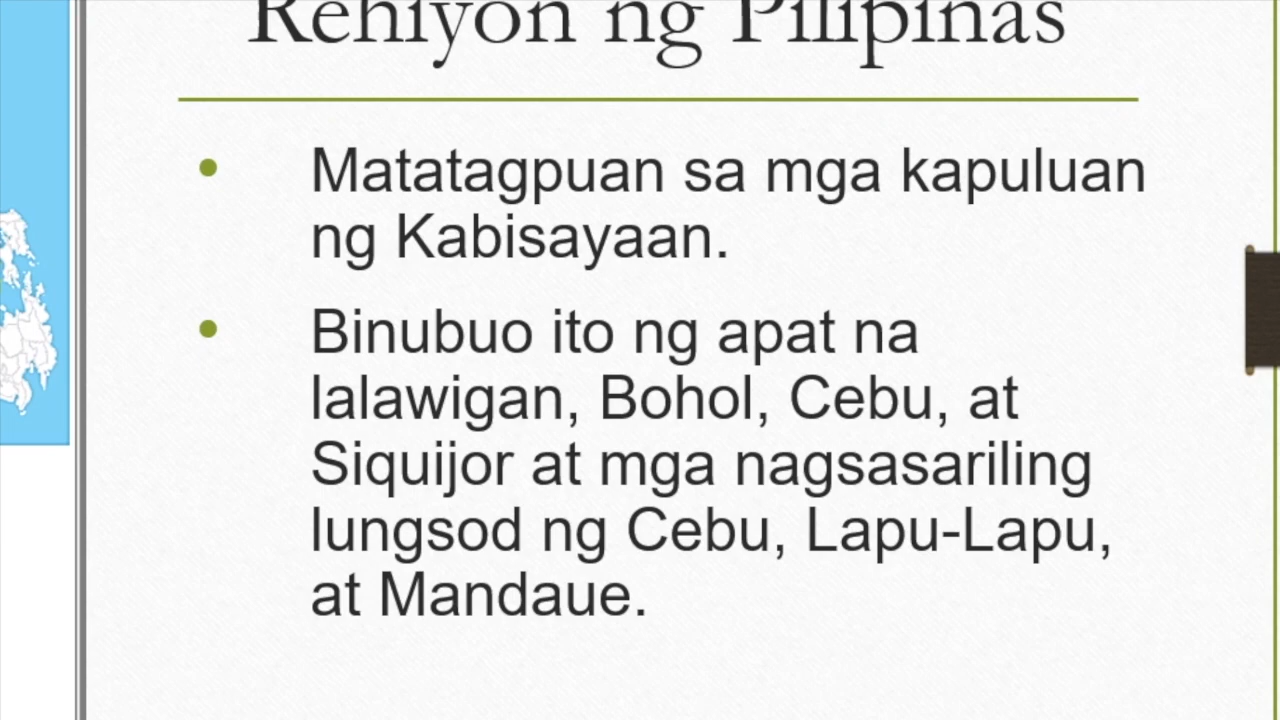 Rehiyon ng Pilipinas
• Matatagpuan sa mga kapuluan
ng Kabisayaan.
• Binubuo ito ng apat na
lalawigan, Bohol, Cebu, at
Siquijor at mga nagsasariling
lungsod ng Cebu, Lapu-Lapu,
at Mandaue.